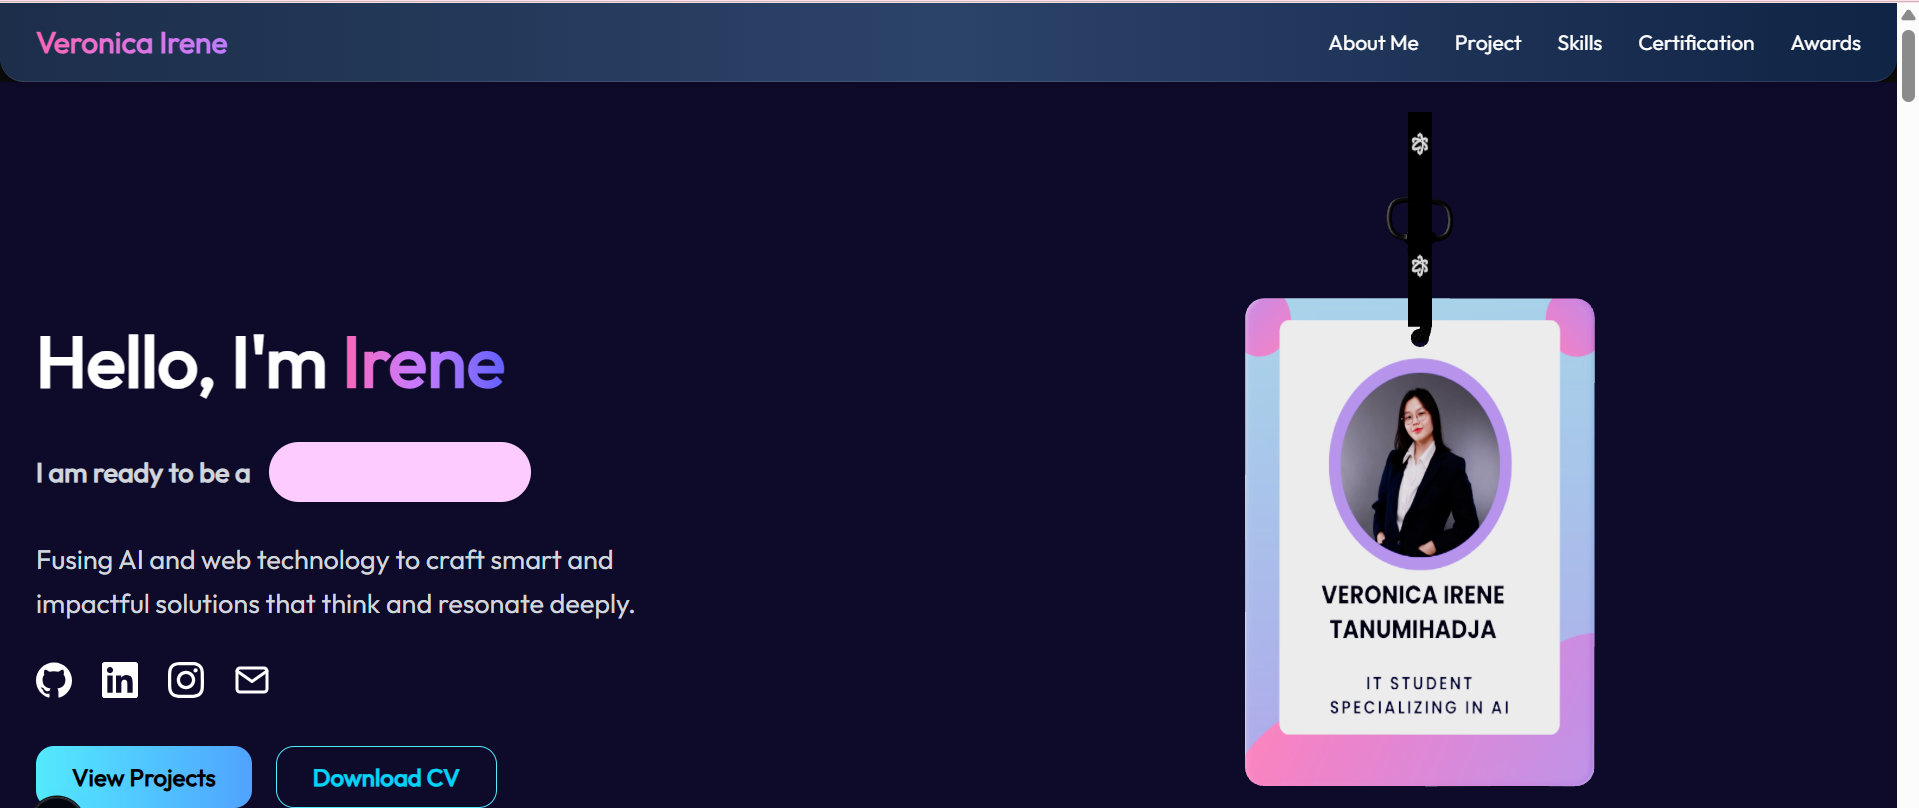 Veronica Irene
About Me
Project
Skills
Certification
Awards
Hello, I'm Irene
I am ready to be a
Fusing AI and web technology to craft smart and
impactful solutions that think and resonate deeply.
in
View Projects
Download CV
VERONICA IRENE
TANUMIHADJA
IT STUDENT
SPECIALIZING IN AI